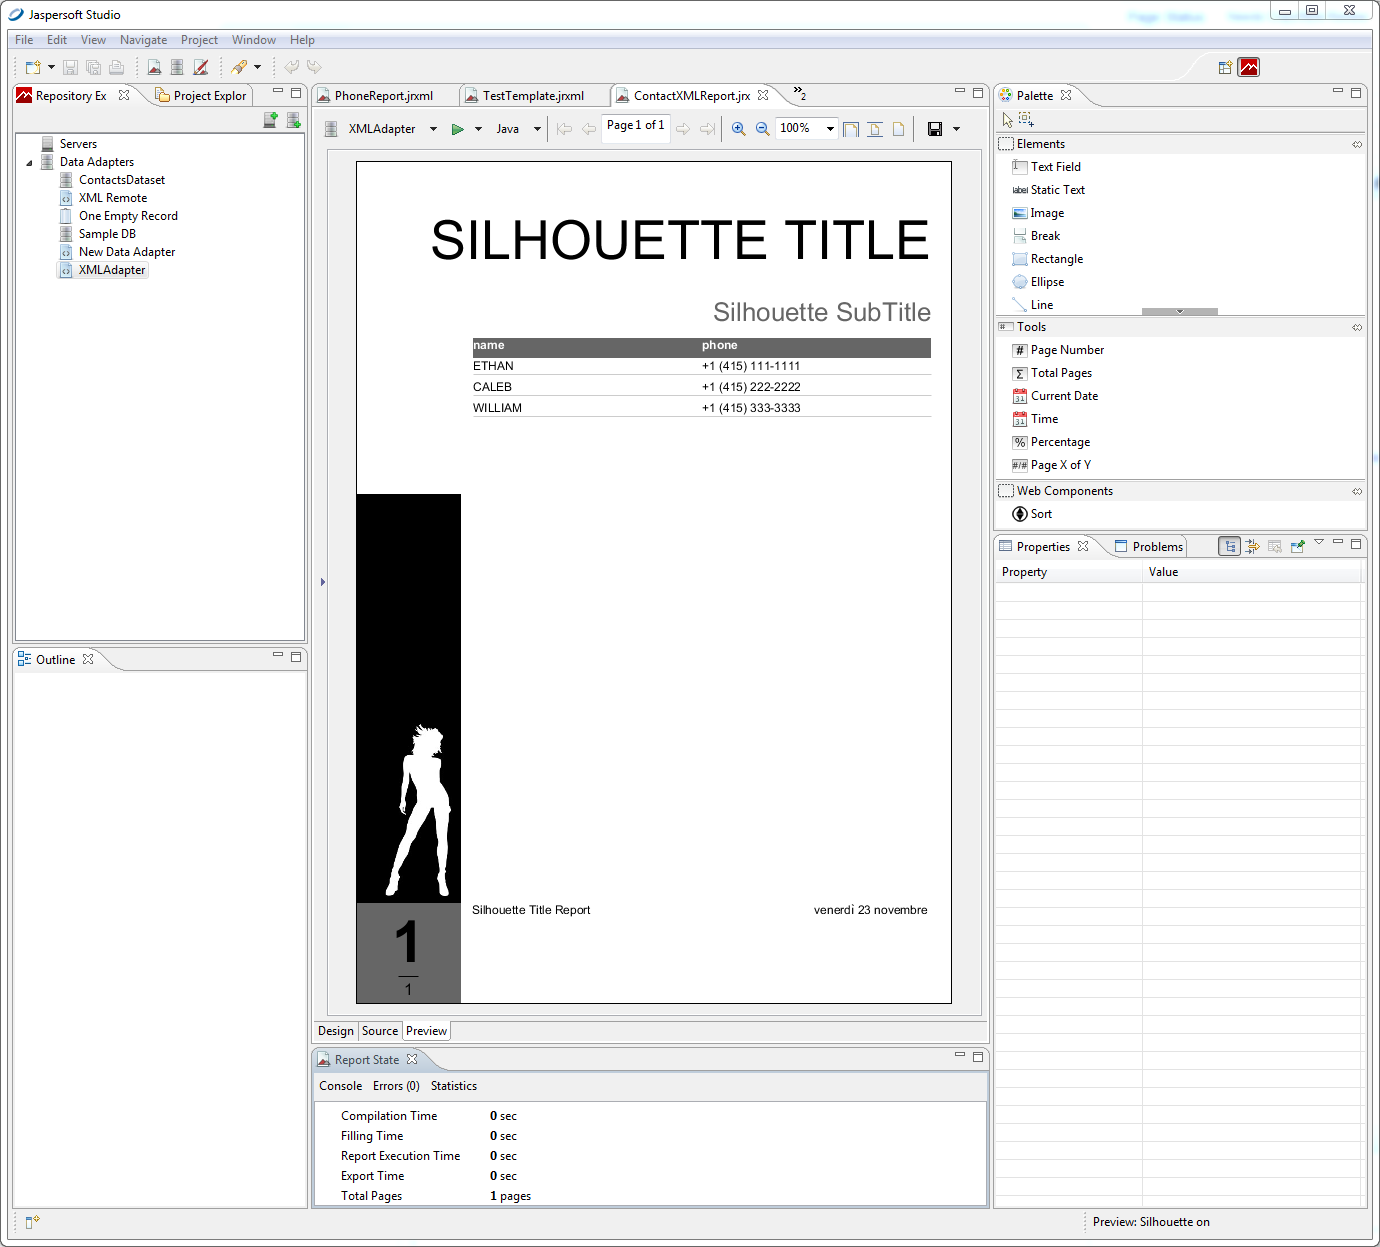 Jaspersoft Studio
File Edit View Navigate Project Window Help
Repository Ex Project Explor
Servers
Data Adapters
ContactsDataset
XML Remote
One Empty Record
Sample DB
New Data Adapter
XMLAdapter
Outline
PhoneReport.jrxml TestTemplate.jrxml ContactXMLReport.jrx »2
XMLAdapter Java Page 1 of 1 100%
SILHOUETTE TITLE
Silhouette SubTitle
name phone
ETHAN +1 (415) 111-1111
CALEB +1 (415) 222-2222
WILLIAM +1 (415) 333-3333
Silhouette Title Report venerdì 23 novembre
1
1
Design Source Preview
Report State
Console Errors (0) Statistics
Compilation Time 0 sec
Filling Time 0 sec
Report Execution Time 0 sec
Export Time 0 sec
Total Pages 1 pages
Palette
Elements
Text Field
label Static Text
Image
Break
Rectangle
Ellipse
Line
Tools
# Page Number
Σ Total Pages
31 Current Date
31 Time
% Percentage
#/# Page X of Y
Web Components
Sort
Properties Problems
Property Value
Preview: Silhouette on